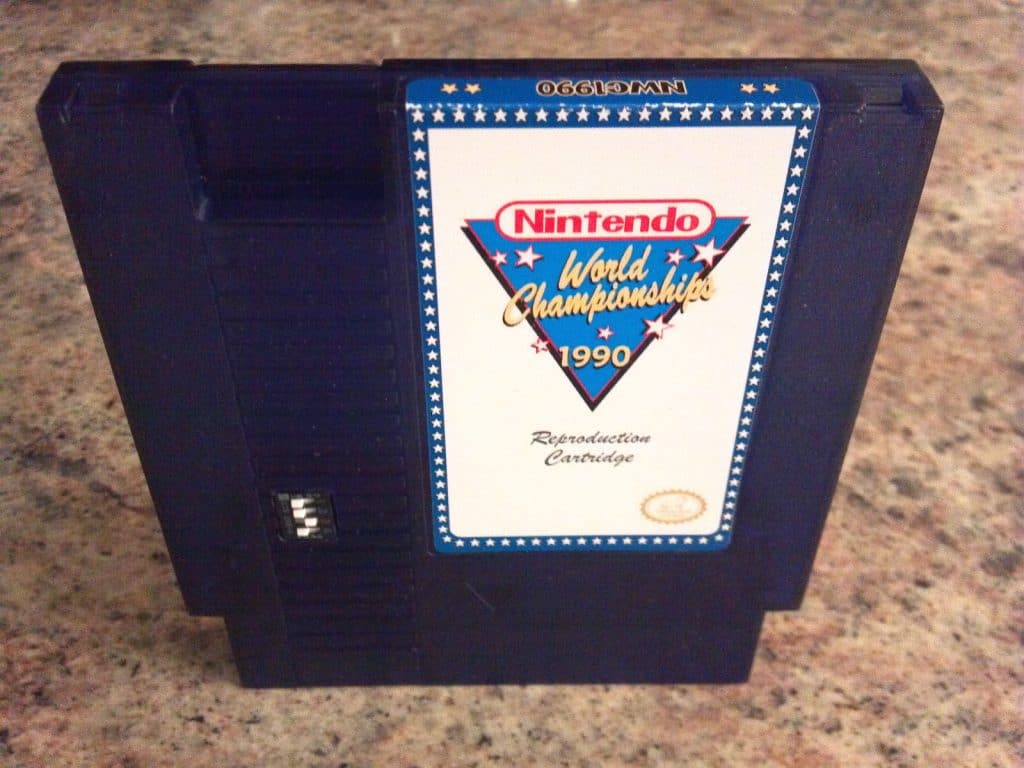 NWC1990
Nintendo
World
Championships
1990
Reproduction
Cartridge